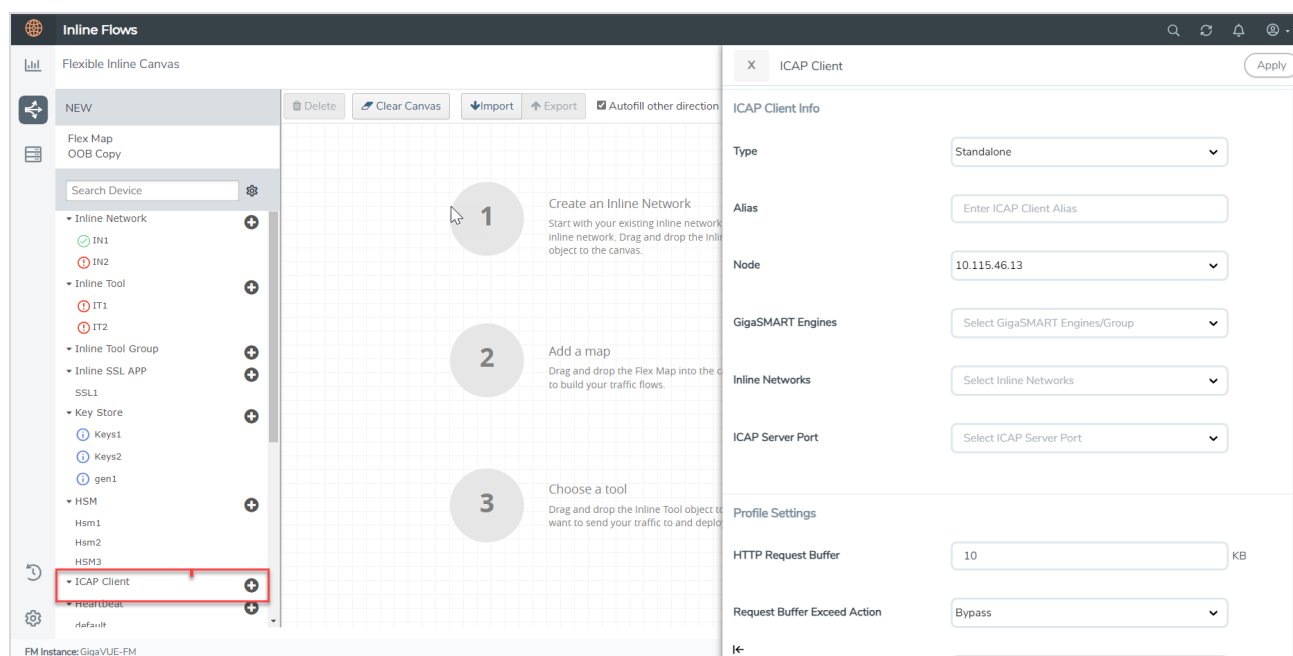 Inline Flows
Flexible Inline Canvas
NEW
Flex Map
OOB Copy
Search Device
Inline Network
IN1
IN2
Inline Tool
IT1
IT2
Inline Tool Group
Inline SSL APP
SSL1
Key Store
Keys1
Keys2
gen1
HSM
Hsm1
Hsm2
HSM3
ICAP Client
Heartbeat
default
FM Instance: GigaVUE-FM
Delete
Clear Canvas
Import
Export
Autofill other direction
1
Create an Inline Network
Start with your existing inline network
inline network. Drag and drop the Inli
object to the canvas.
2
Add a map
Drag and drop the Flex Map into the c
to build your traffic flows.
3
Choose a tool
Drag and drop the Inline Tool object to
want to send your traffic to and deplo
X ICAP Client
Apply
ICAP Client Info
Type
Standalone
Alias
Enter ICAP Client Alias
Node
10.115.46.13
GigaSMART Engines
Select GigaSMART Engines/Group
Inline Networks
Select Inline Networks
ICAP Server Port
Select ICAP Server Port
Profile Settings
HTTP Request Buffer
10
KB
Request Buffer Exceed Action
Bypass